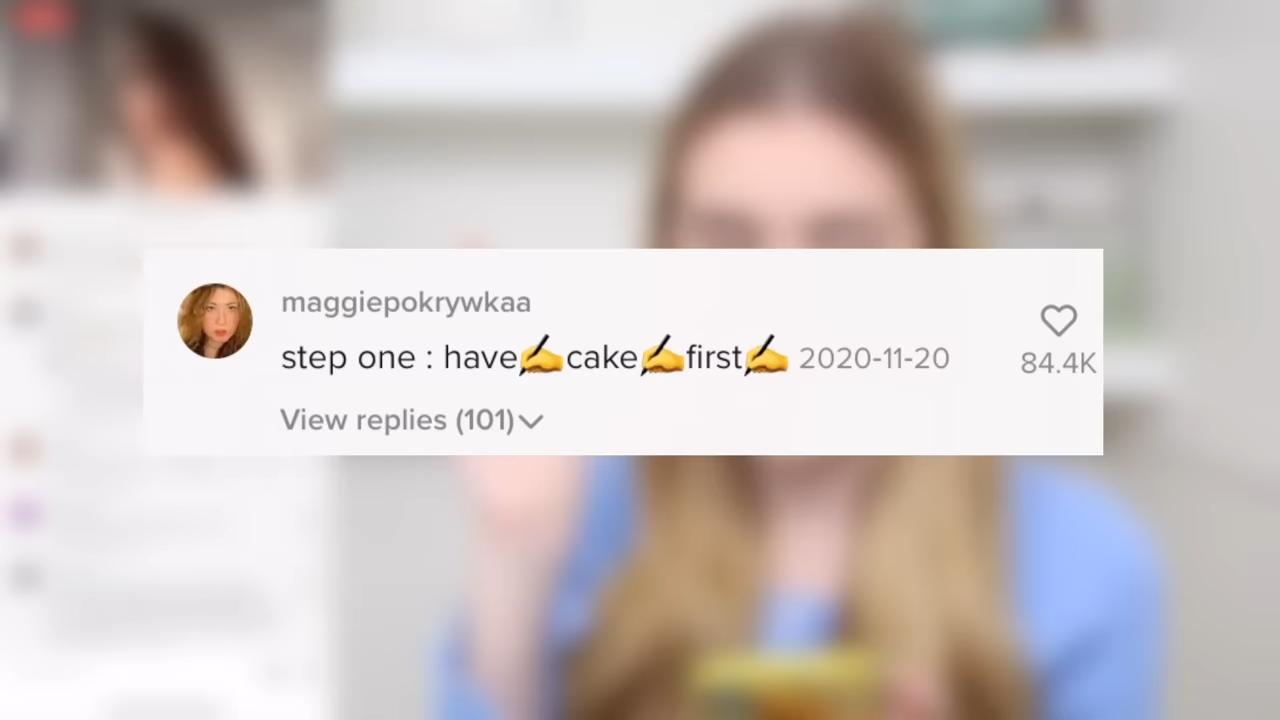 maggiepokrywkaa
step one : have✍️cake✍️first✍️ 2020-11-20
84.4K
View replies (101)